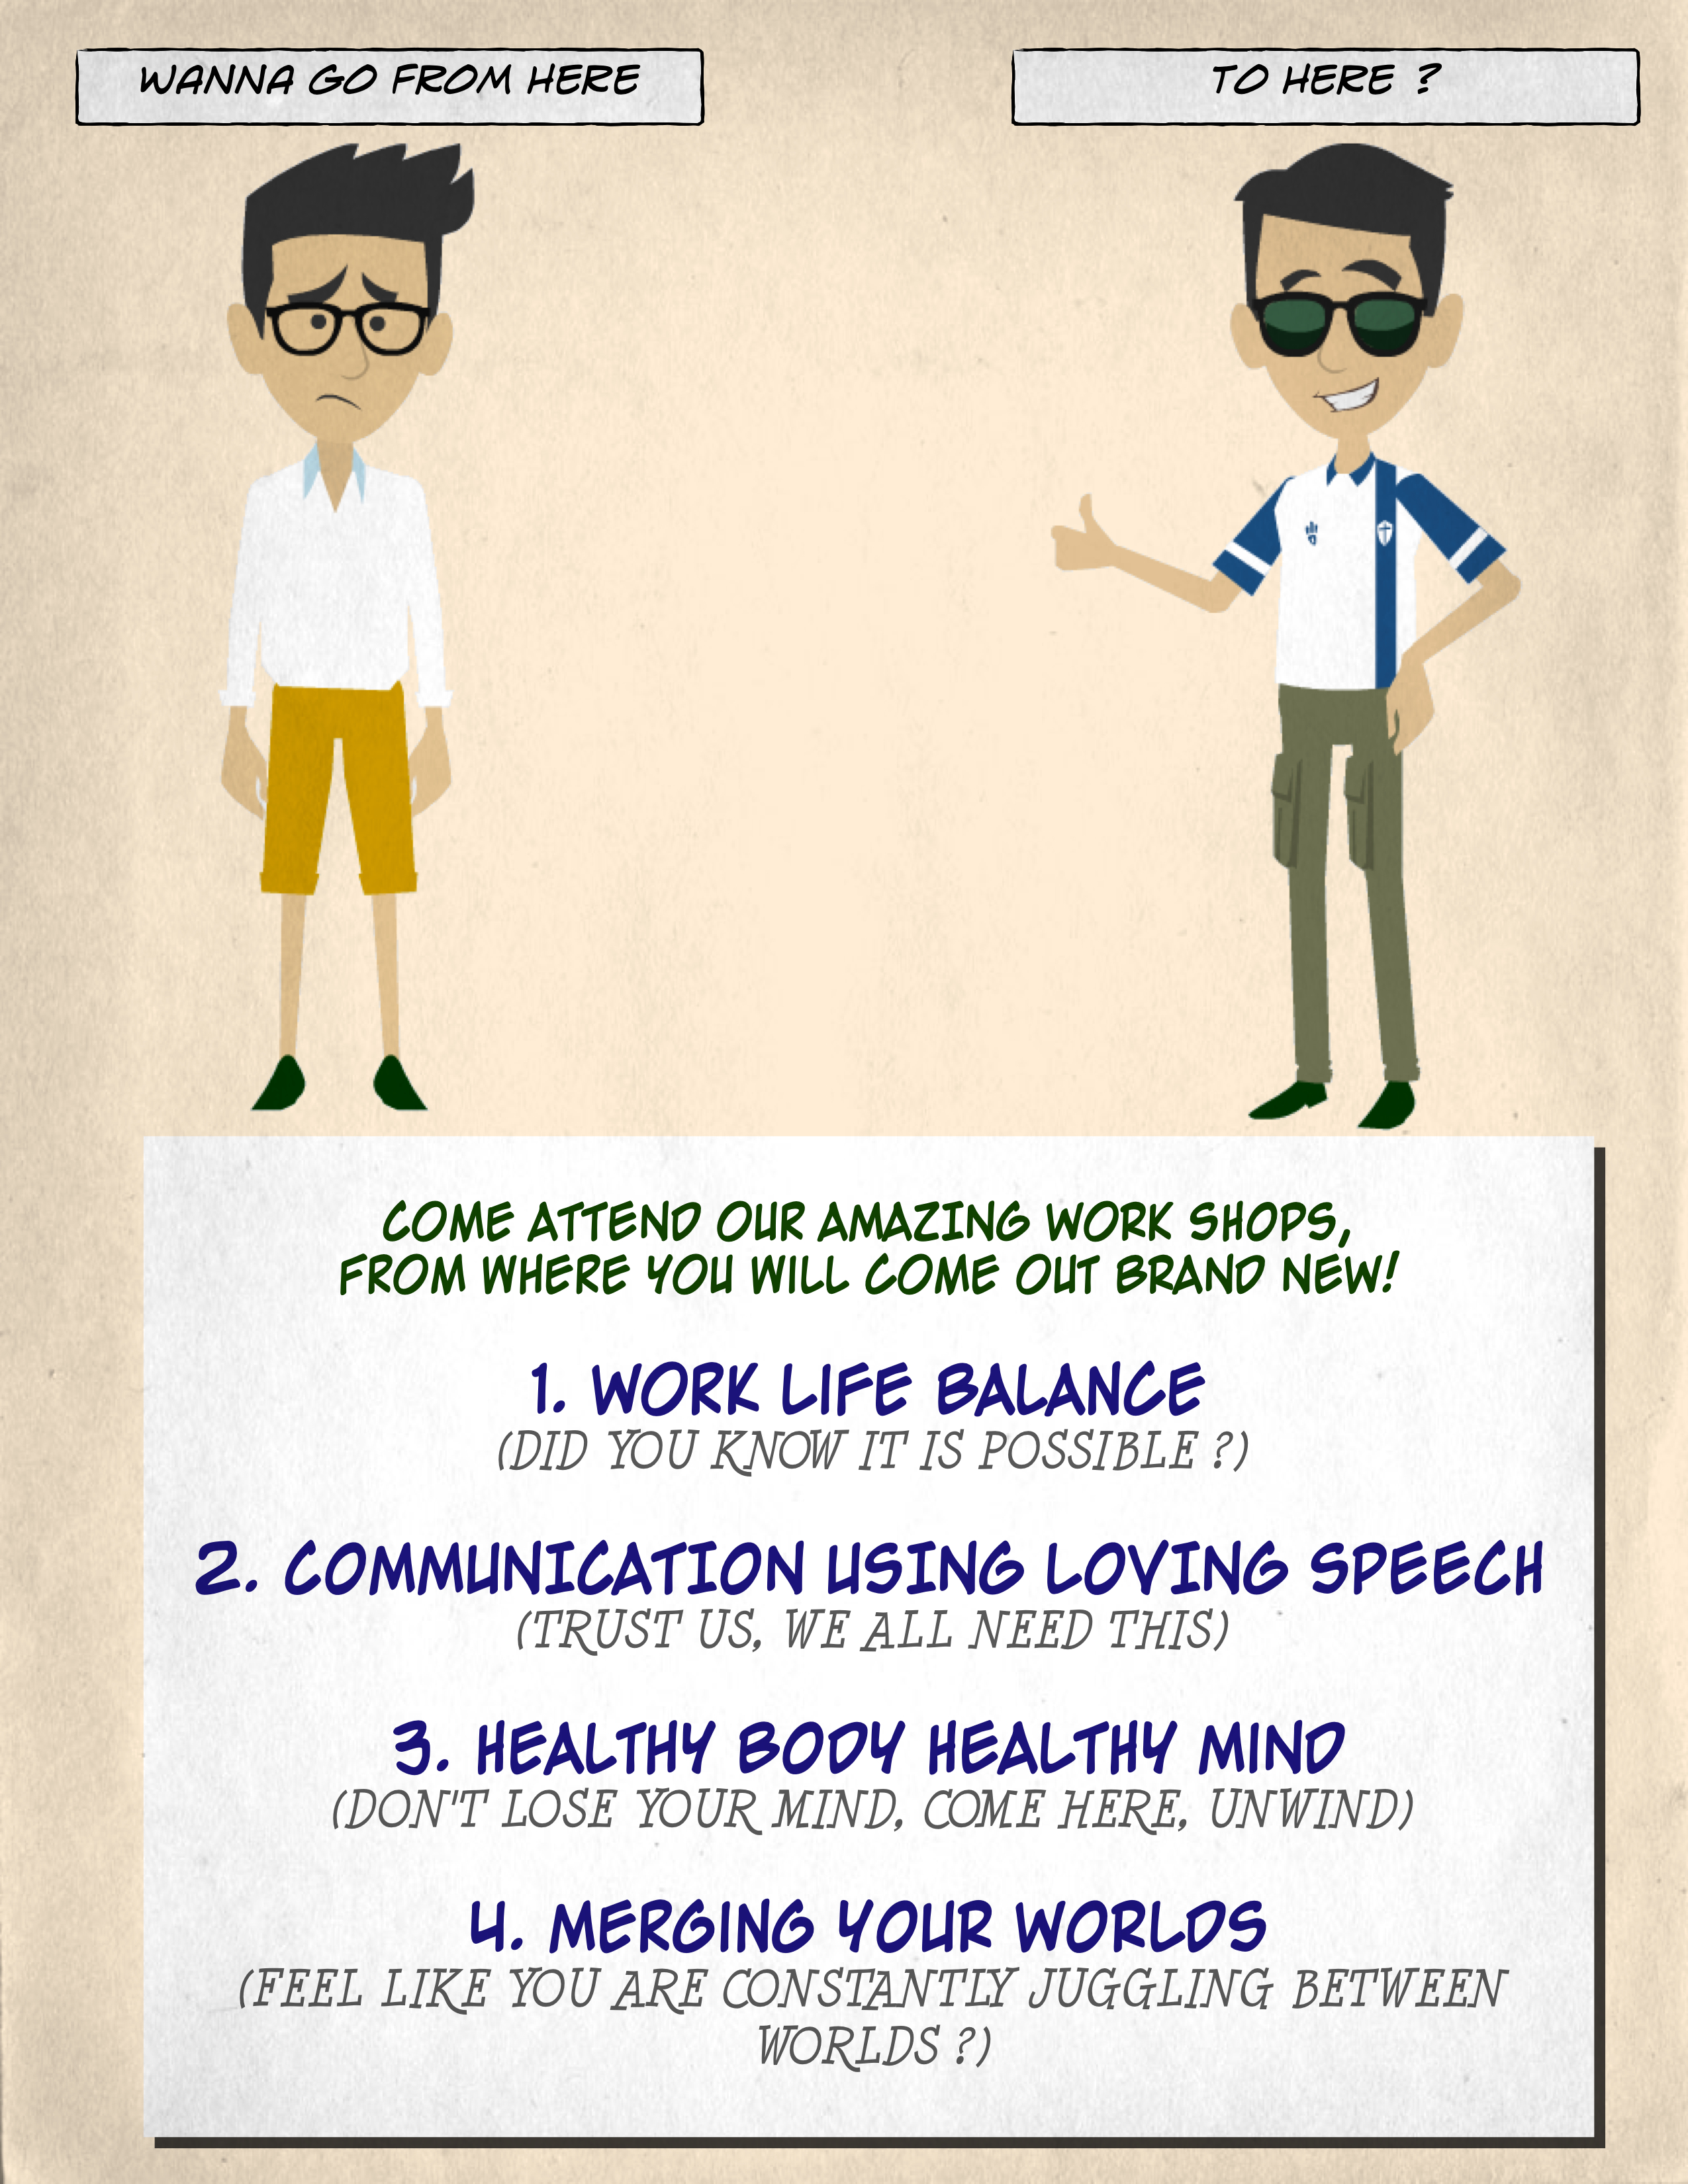 WANNA GO FROM HERE
TO HERE ?
COME ATTEND OUR AMAZING WORK SHOPS,
FROM WHERE YOU WILL COME OUT BRAND NEW!
1. WORK LIFE BALANCE
(DID YOU KNOW IT IS POSSIBLE ?)
2. COMMUNICATION USING LOVING SPEECH
(TRUST US, WE ALL NEED THIS)
3. HEALTHY BODY HEALTHY MIND
(DON'T LOSE YOUR MIND, COME HERE, UNWIND)
4. MERGING YOUR WORLDS
(FEEL LIKE YOU ARE CONSTANTLY JUGGLING BETWEEN
WORLDS ?)